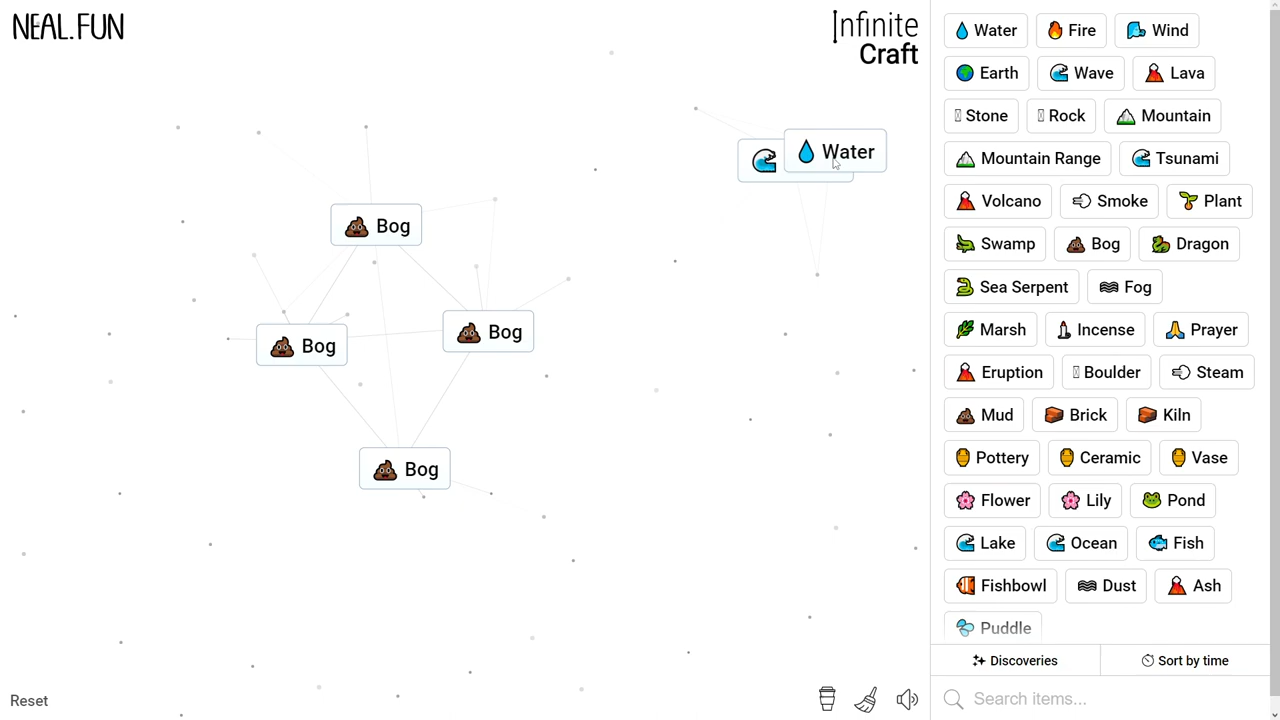 NEAL.FUN
Infinite
Craft
Water
Bog
Bog
Bog
Bog
Reset
Water Fire Wind
Earth Wave Lava
Stone Rock Mountain
Mountain Range Tsunami
Volcano Smoke Plant
Swamp Bog Dragon
Sea Serpent Fog
Marsh Incense Prayer
Eruption Boulder Steam
Mud Brick Kiln
Pottery Ceramic Vase
Flower Lily Pond
Lake Ocean Fish
Fishbowl Dust Ash
Puddle
Discoveries Sort by time
Search items...